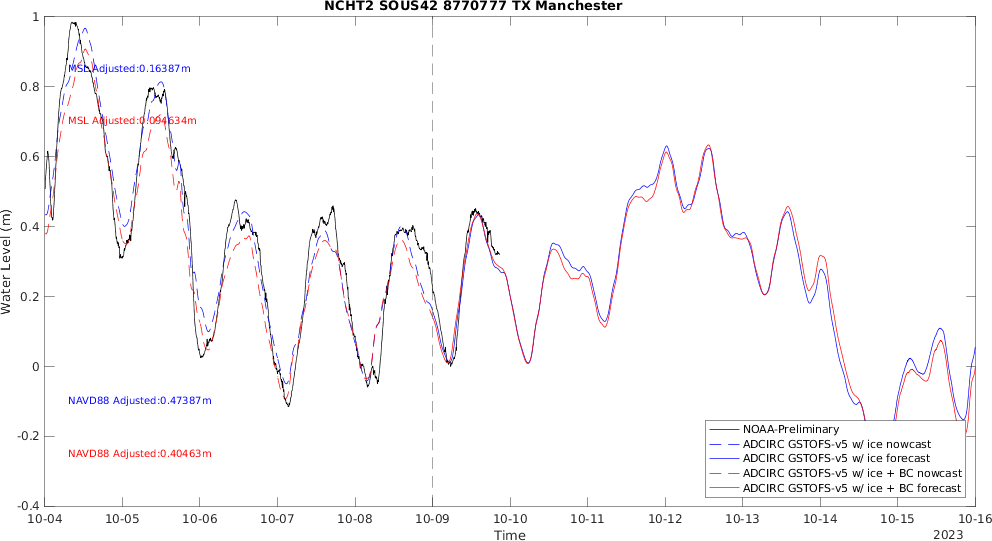 NCHT2 SOUS42 8770777 TX Manchester
Water Level (m)
1
0.8
0.6
0.4
0.2
0
-0.2
-0.4
MSL Adjusted:0.16387m
MSL Adjusted:0.094634m
NAVD88 Adjusted:0.47387m
NAVD88 Adjusted:0.40463m
NOAA-Preliminary
ADCIRC GSTOFS-v5 w/ ice nowcast
ADCIRC GSTOFS-v5 w/ ice forecast
ADCIRC GSTOFS-v5 w/ ice + BC nowcast
ADCIRC GSTOFS-v5 w/ ice + BC forecast
10-04 10-05 10-06 10-07 10-08 10-09 10-10 10-11 10-12 10-13 10-14 10-15 10-16
Time
2023